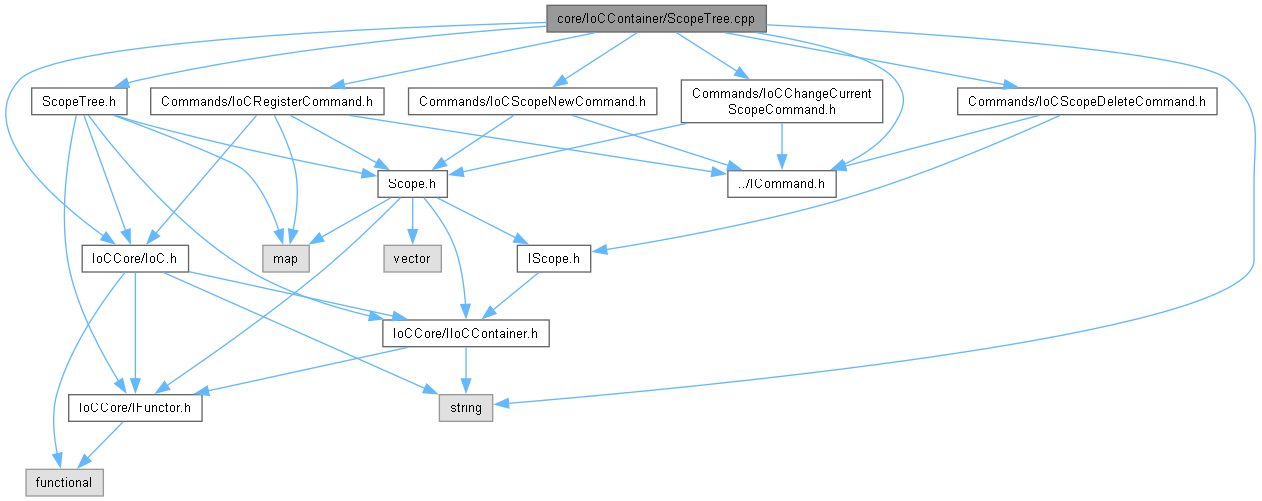 core/IoCContainer/ScopeTree.cpp
ScopeTree.h
Commands/IoCRegisterCommand.h
Commands/IoCScopeNewCommand.h
Commands/IoCChangeCurrent
ScopeCommand.h
Commands/IoCScopeDeleteCommand.h
Scope.h
../ICommand.h
IoCCore/IoC.h
map
vector
IScope.h
IoCCore/IIoCContainer.h
IoCCore/IFunctor.h
string
functional